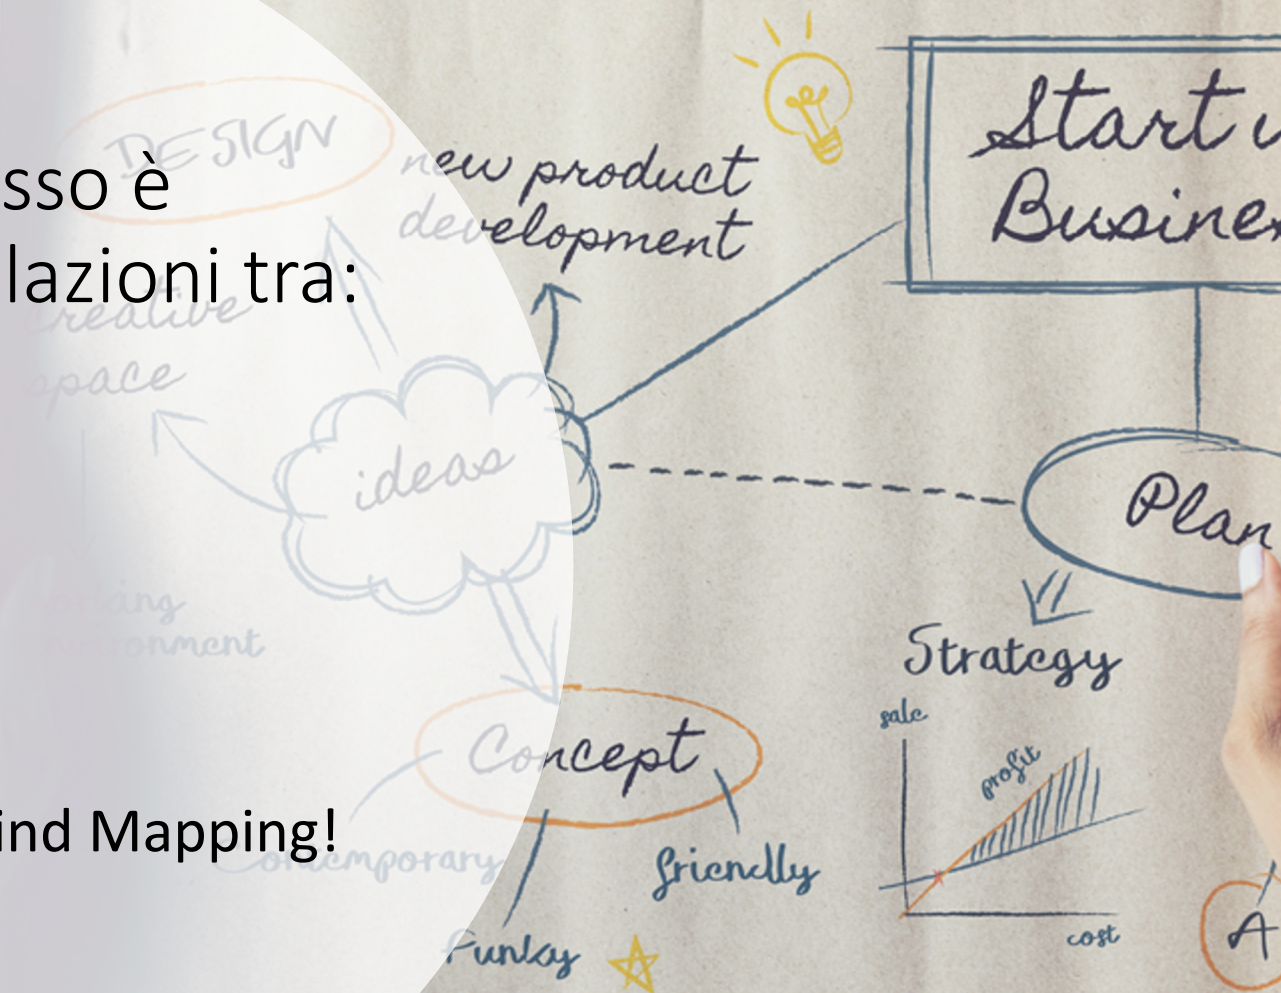 DESIGN
new product
development
Start u
Busine
sso è
lazioni tra:
creative
space
ideas
Plan
Strategy
sale
profit
cost
Concept
ind Mapping!
contemporary
friendly
Funky
A